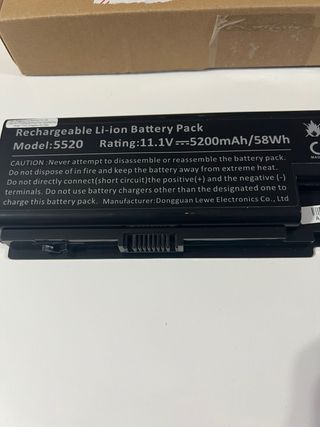 Rechargeable Li-ion Battery Pack
Model:5520 Rating:11.1V⎓5200mAh/58Wh
CAUTION:Never attempt to disassemble or reassemble the battery pack.
Do not dispose of in fire and keep the battery away from extreme heat.
Do not directly connect(short circuit)the positive(+) and the negative (-)
terminals. Do not use battery chargers other than the designated one to
charge this battery pack. Manufacturer:Dongguan Lewe Electronics Co., Ltd